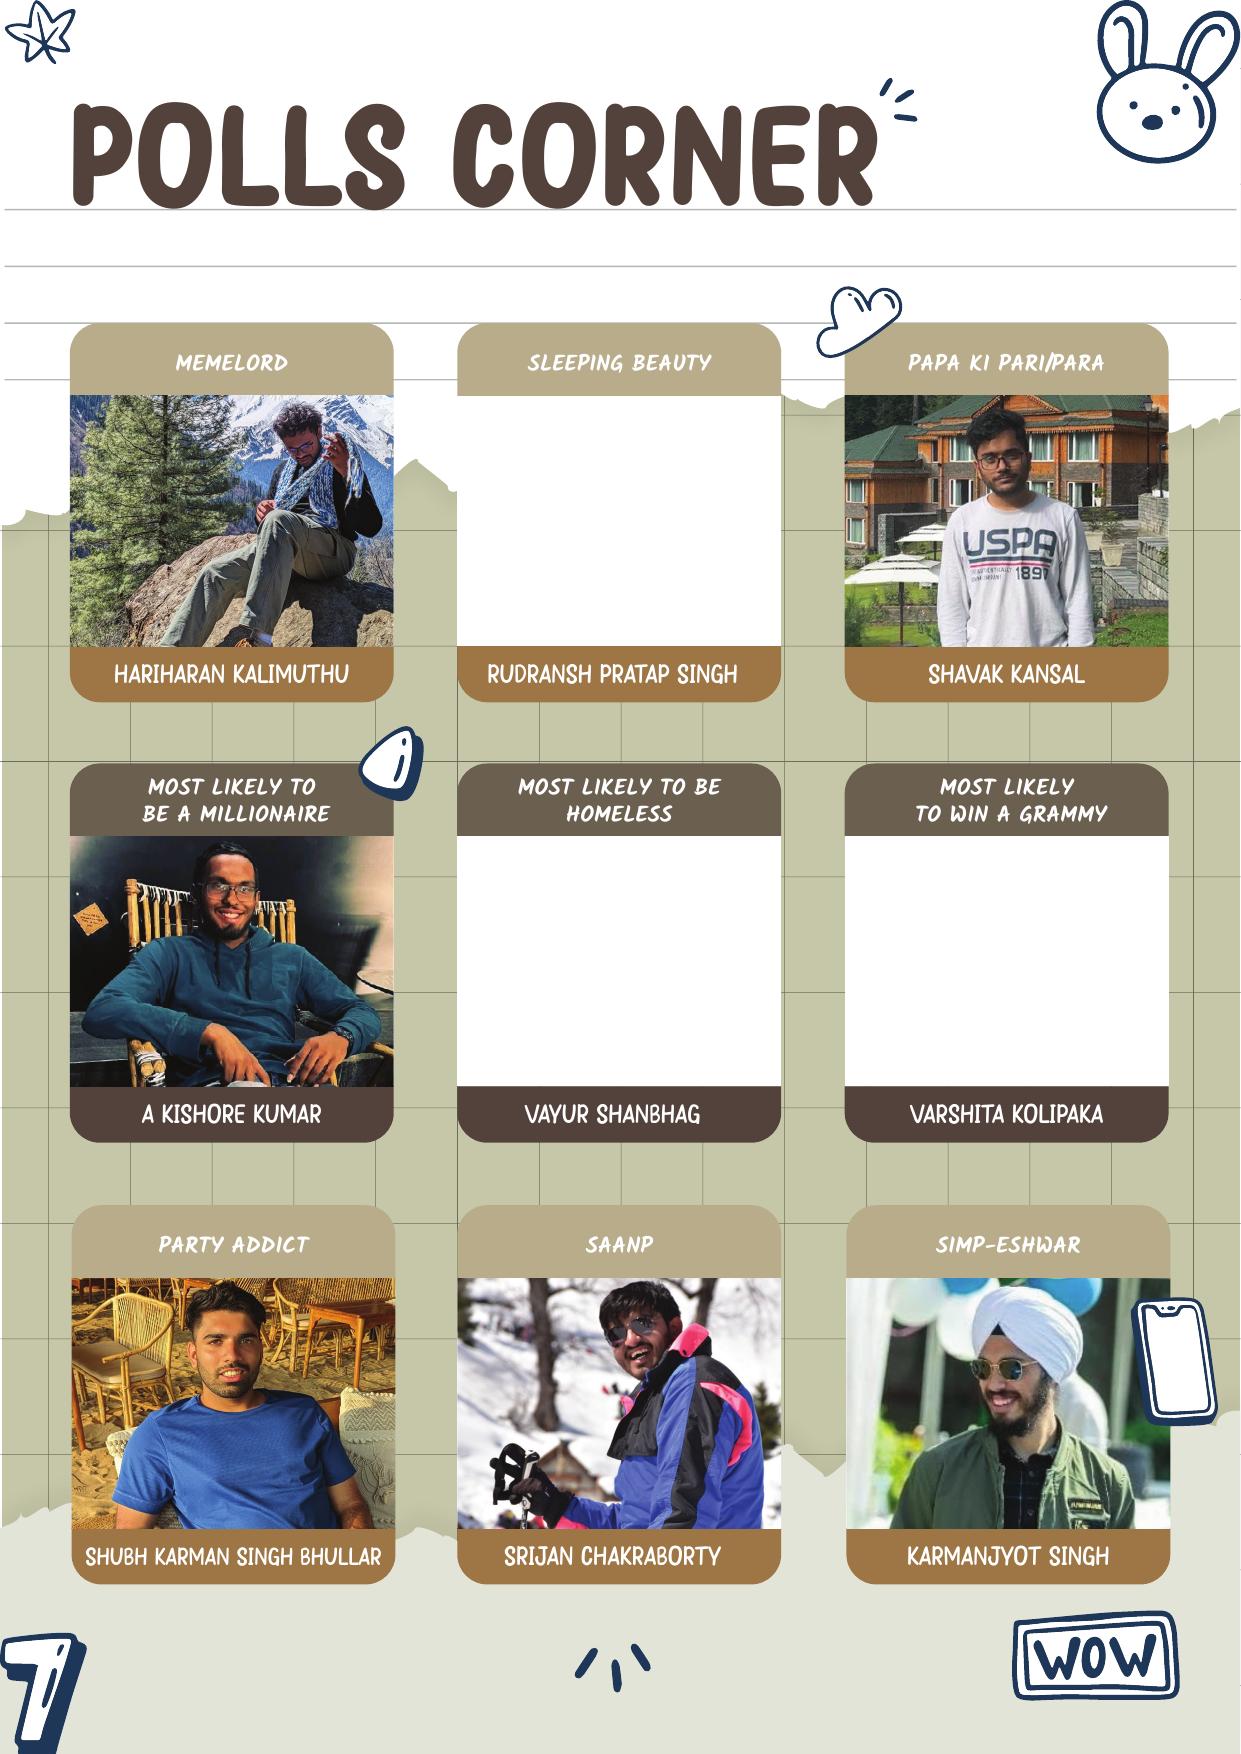 POLLS CORNER
MEMELORD
SLEEPING BEAUTY
PAPA KI PARI/PARA
USPA
1890
HARIHARAN KALIMUTHU
RUDRANSH PRATAP SINGH
SHAVAK KANSAL
MOST LIKELY TO
BE A MILLIONAIRE
MOST LIKELY TO BE
HOMELESS
MOST LIKELY
TO WIN A GRAMMY
A KISHORE KUMAR
VAYUR SHANBHAG
VARSHITA KOLIPAKA
PARTY ADDICT
SAANP
SIMP-ESHWAR
SHUBH KARMAN SINGH BHULLAR
SRIJAN CHAKRABORTY
KARMANJYOT SINGH
7
WOW